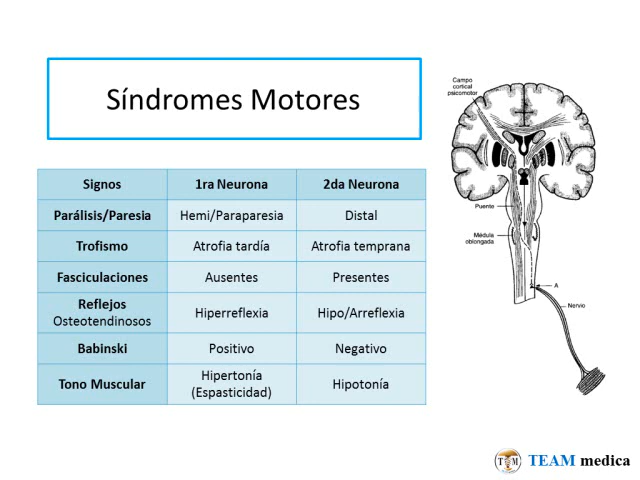 Síndromes Motores
Signos 1ra Neurona 2da Neurona
Parálisis/Paresia Hemi/Paraparesia Distal
Trofismo Atrofia tardía Atrofia temprana
Fasciculaciones Ausentes Presentes
Reflejos
Osteotendinosos Hiperreflexia Hipo/Arreflexia
Babinski Positivo Negativo
Tono Muscular Hipertonía
(Espasticidad) Hipotonía
Campo
cortical
psicomotor
Puente
Médula
oblongada
A
Nervio
TM TEAM medica